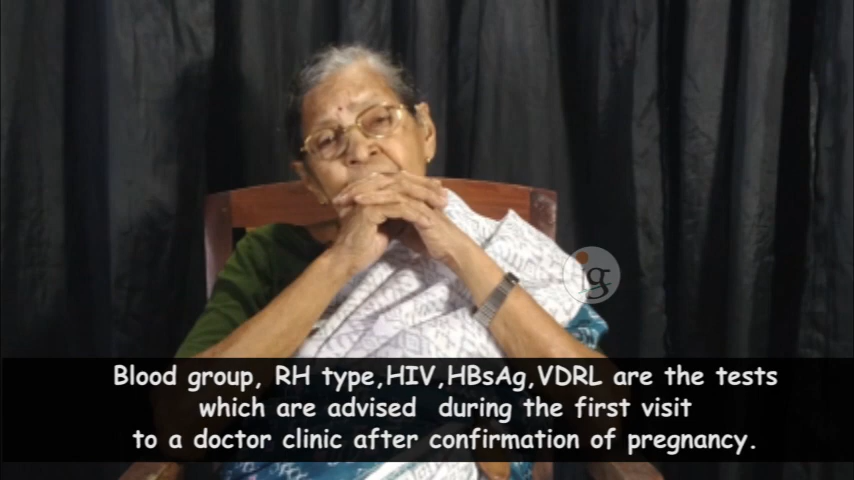 ig
Blood group, RH type,HIV,HBsAg,VDRL are the tests
which are advised  during the first visit
to a doctor clinic after confirmation of pregnancy.